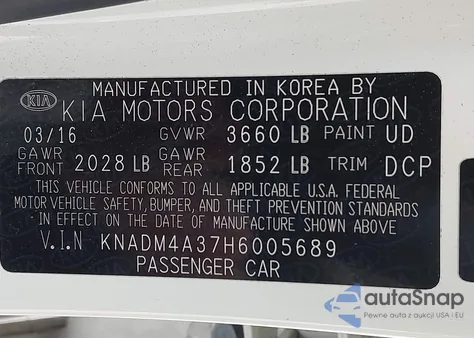 MANUFACTURED IN KOREA BY
KIA KIA MOTORS CORPORATION
03/16 GVWR 3660 LB PAINT UD
GAWR FRONT 2028 LB GAWR REAR 1852 LB TRIM DCP
THIS VEHICLE CONFORMS TO ALL APPLICABLE U.S.A. FEDERAL
MOTOR VEHICLE SAFETY, BUMPER, AND THEFT PREVENTION STANDARDS
IN EFFECT ON THE DATE OF MANUFACTURE SHOWN ABOVE
V.I.N KNADM4A37H6005689
PASSENGER CAR
autoSnap
Pewne auta z aukcji USA i EU